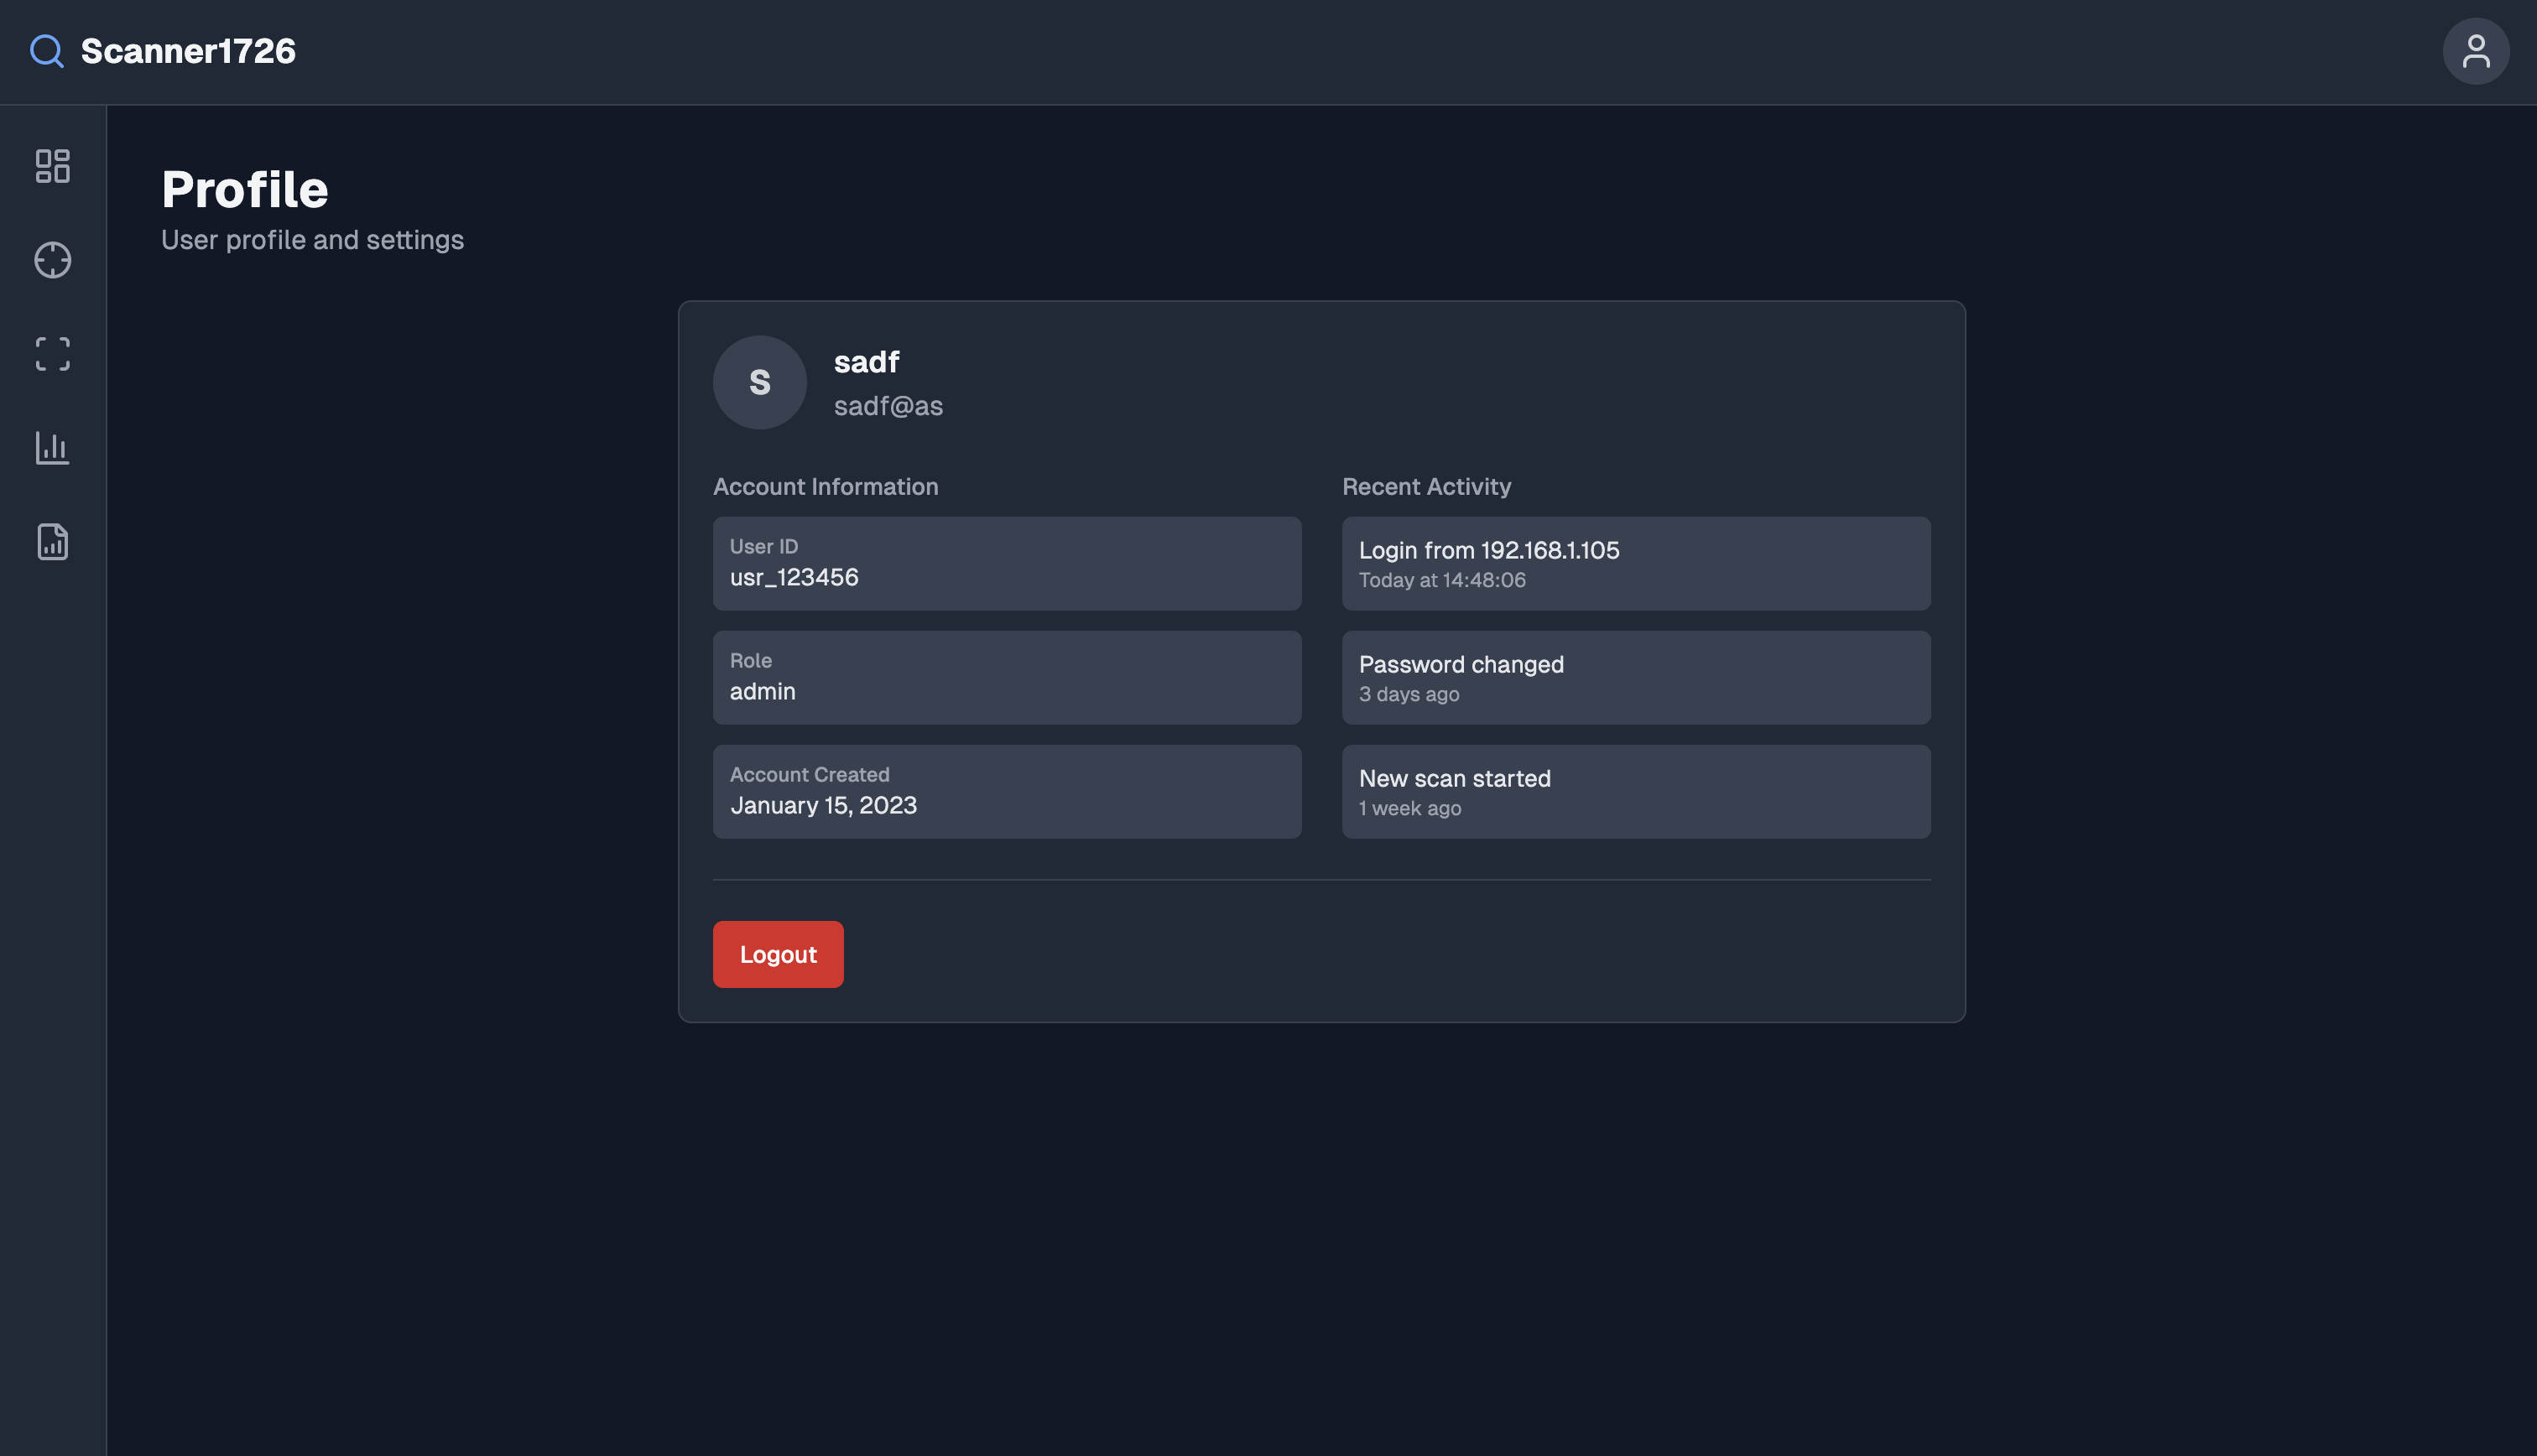 Scanner1726
Profile
User profile and settings
S
sadf
sadf@as
Account Information
User ID
usr_123456
Role
admin
Account Created
January 15, 2023
Recent Activity
Login from 192.168.1.105
Today at 14:48:06
Password changed
3 days ago
New scan started
1 week ago
Logout